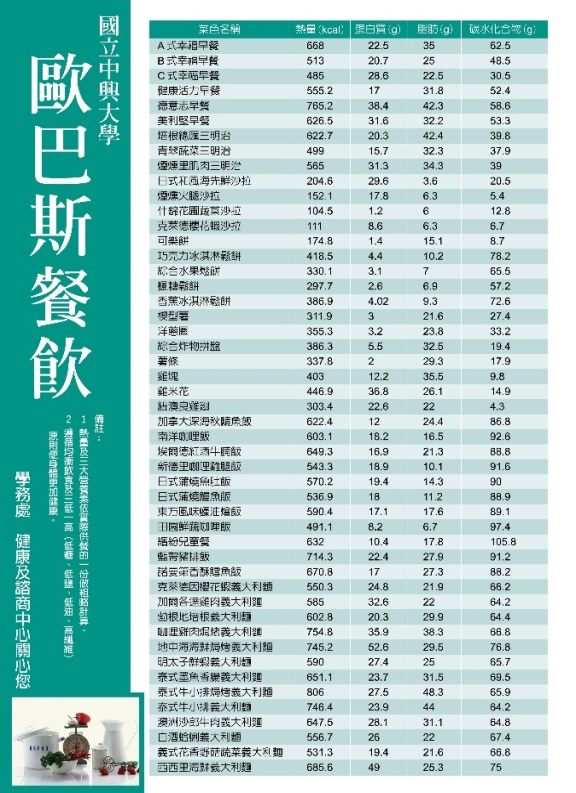 國立中興大學
歐巴斯餐飲
備註：
1 熱量及三大營養素依實際供餐的一份做粗略計算。
2 遵循均衡飲食及三低一高（低糖、低鹽、低油、高纖維）
原則使身體更加健康。
學務處 健康及諮商中心關心您
菜色名稱 熱量(kcal) 蛋白質(g) 脂肪(g) 碳水化合物(g)
A式幸福早餐 668 22.5 35 62.5
B式幸福早餐 513 20.7 25 48.5
C式幸福早餐 485 28.6 22.5 30.5
健康活力早餐 555.2 17 31.8 52.4
德意志早餐 765.2 38.4 42.3 58.6
美利堅早餐 626.5 31.6 32.2 53.3
培根總匯三明治 622.7 20.3 42.4 39.8
青翠蔬菜三明治 499 15.7 32.3 37.9
煙燻里肌肉三明治 565 31.3 34.3 39
日式和風海先鮮沙拉 204.6 29.6 3.6 20.5
煙燻火腿沙拉 152.1 17.8 6.3 5.4
什錦花園蔬菜沙拉 104.5 1.2 6 12.8
克萊德櫻花蝦沙拉 111 8.6 6.3 6.7
可樂餅 174.8 1.4 15.1 8.7
巧克力冰淇淋鬆餅 418.5 4.4 10.2 78.2
綜合水果鬆餅 330.1 3.1 7 65.5
楓糖鬆餅 297.7 2.6 6.9 57.2
香蕉冰淇淋鬆餅 386.9 4.02 9.3 72.6
模型薯 311.9 3 21.6 27.4
洋蔥圈 355.3 3.2 23.8 33.2
綜合炸物拼盤 386.3 5.5 32.5 19.4
薯條 337.8 2 29.3 17.9
雞塊 403 12.2 35.5 9.8
雞米花 446.9 36.8 26.1 14.9
紐澳良雞翅 303.4 22.6 22 4.3
加拿大深海秋鯖魚飯 622.4 12 24.4 86.8
南洋咖哩飯 603.1 18.2 16.5 92.6
埃爾德紅酒牛腩飯 649.3 16.9 21.3 88.8
新德里咖哩雞腿飯 543.3 18.9 10.1 91.6
日式蒲燒魚肚飯 570.2 19.4 14.3 90
日式蒲燒鰻魚飯 536.9 18 11.2 88.9
東方風味蠔油燴飯 590.4 17.1 17.6 89.1
田園鮮蔬咖哩飯 491.1 8.2 6.7 97.4
繽紛兒童餐 632 10.4 17.8 105.8
藍帶豬排飯 714.3 22.4 27.9 91.2
諾曼第香酥鱈魚飯 670.8 17 27.3 88.2
克萊德因櫻花蝦義大利麵 550.3 24.8 21.9 66.2
加爾各達雞肉義大利麵 585 32.6 22 64.2
勃根地培根義大利麵 602.8 20.3 29.9 64.4
咖哩雞肉焗烤義大利麵 754.8 35.9 38.3 66.8
地中海海鮮焗烤義大利麵 745.2 52.6 29.5 76.8
明太子鮮蝦義大利麵 590 27.4 25 65.7
泰式墨魚香腸義大利麵 651.1 23.7 31.5 69.5
泰式牛小排焗烤義大利麵 806 27.5 48.3 65.9
泰式牛小排義大利麵 746.4 23.9 44 64.2
澳洲沙朗牛肉義大利麵 647.5 28.1 31.1 64.8
白酒蛤蜊義大利麵 556.7 26 22 67.4
義式花香野菇蔬菜義大利麵 531.3 19.4 21.6 66.8
西西里海鮮義大利麵 685.6 49 25.3 75
BREAD